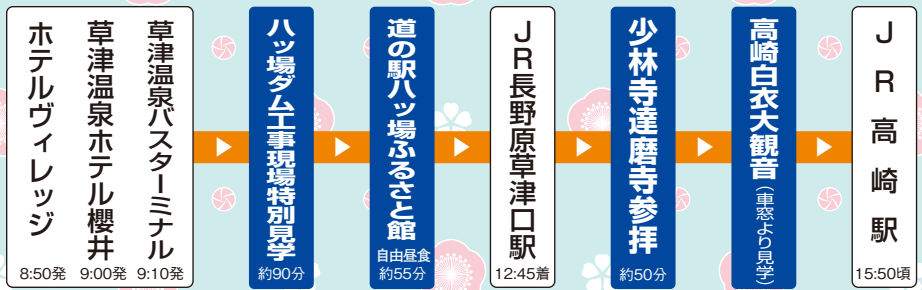 ホテルヴィレッジ
8:50発
草津温泉ホテル櫻井
9:00発
草津温泉バスターミナル
9:10発
八ッ場ダム工事現場特別見学
約90分
道の駅八ッ場ふるさと館
自由昼食
約55分
JR長野原草津口駅
12:45着
少林寺達磨寺参拝
約50分
高崎白衣大観音(車窓より見学)
JR高崎駅
15:50頃